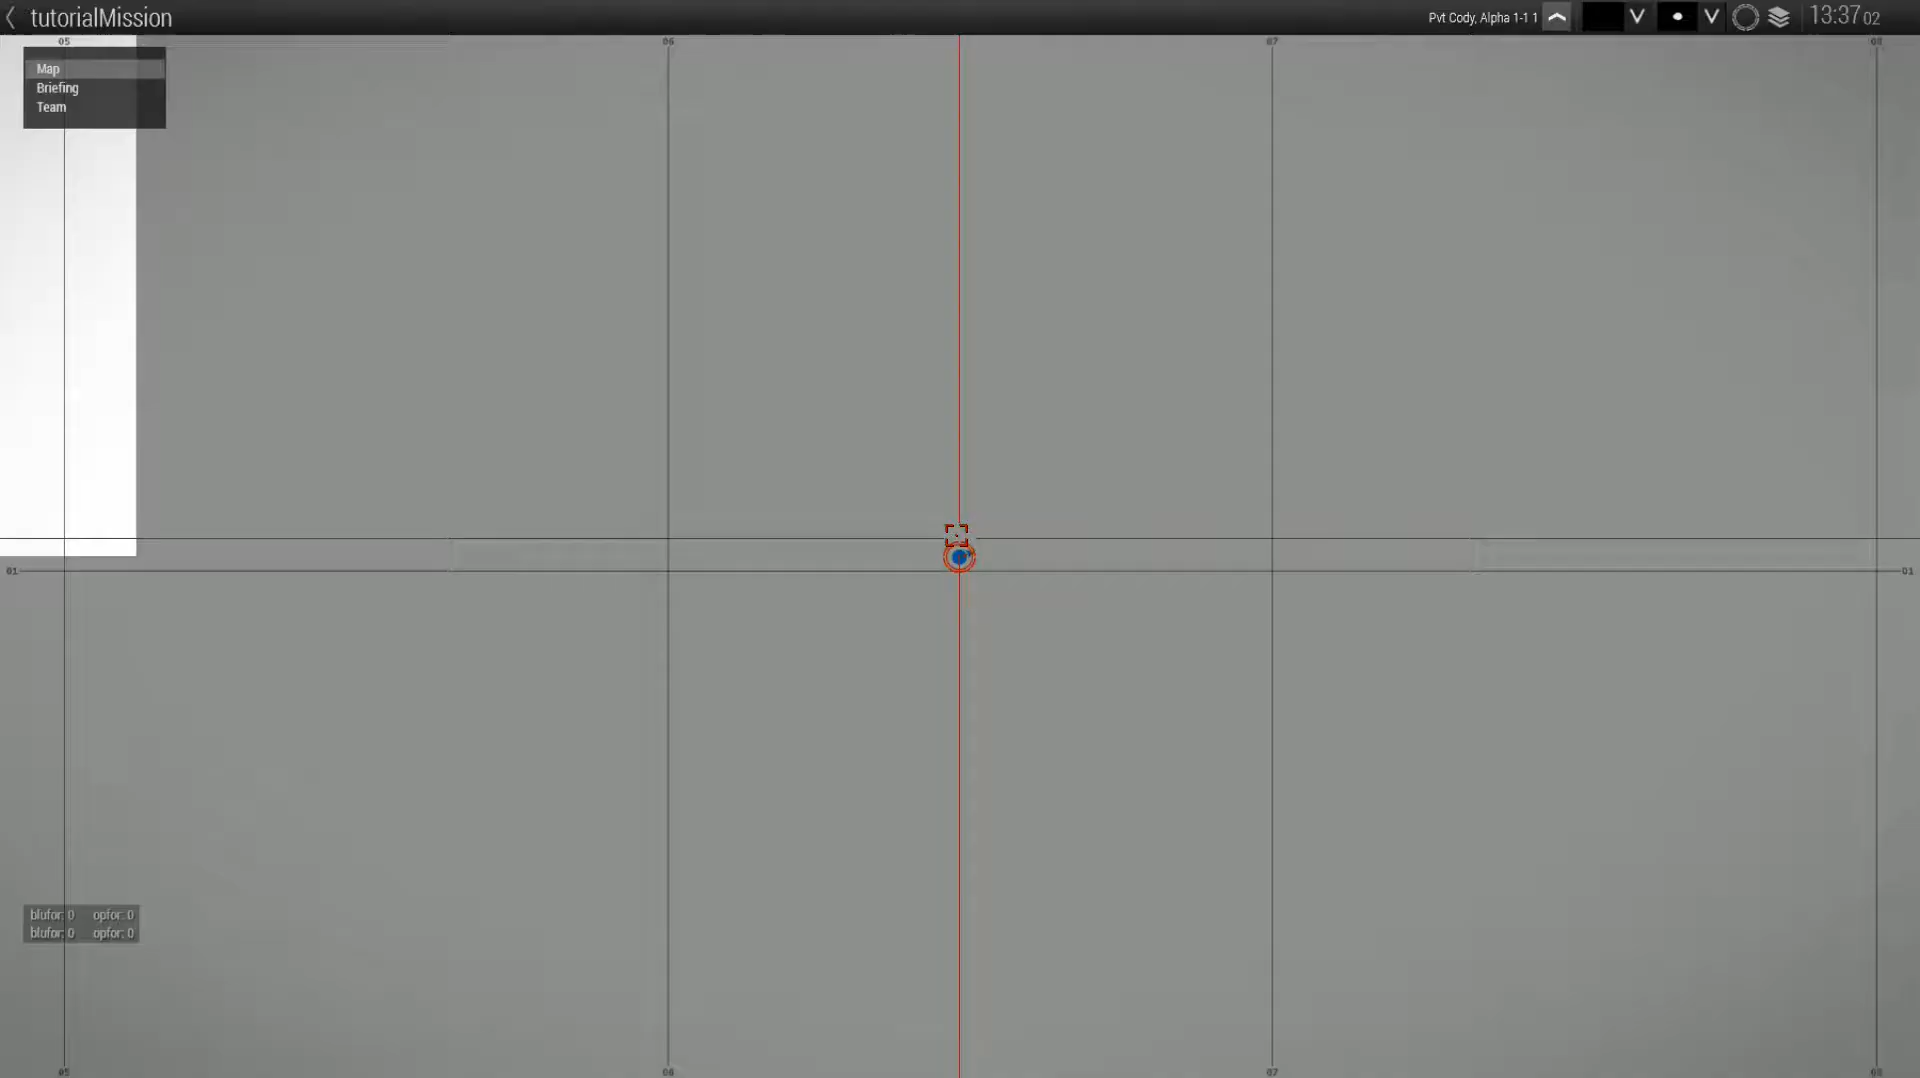 tutorialMission
Pvt Cody, Alpha 1-1 1
13:37 02
05 06 07 08
Map
Briefing
Team
01 01
blufor: 0 opfor: 0
blufor: 0 opfor: 0
05 06 07 08